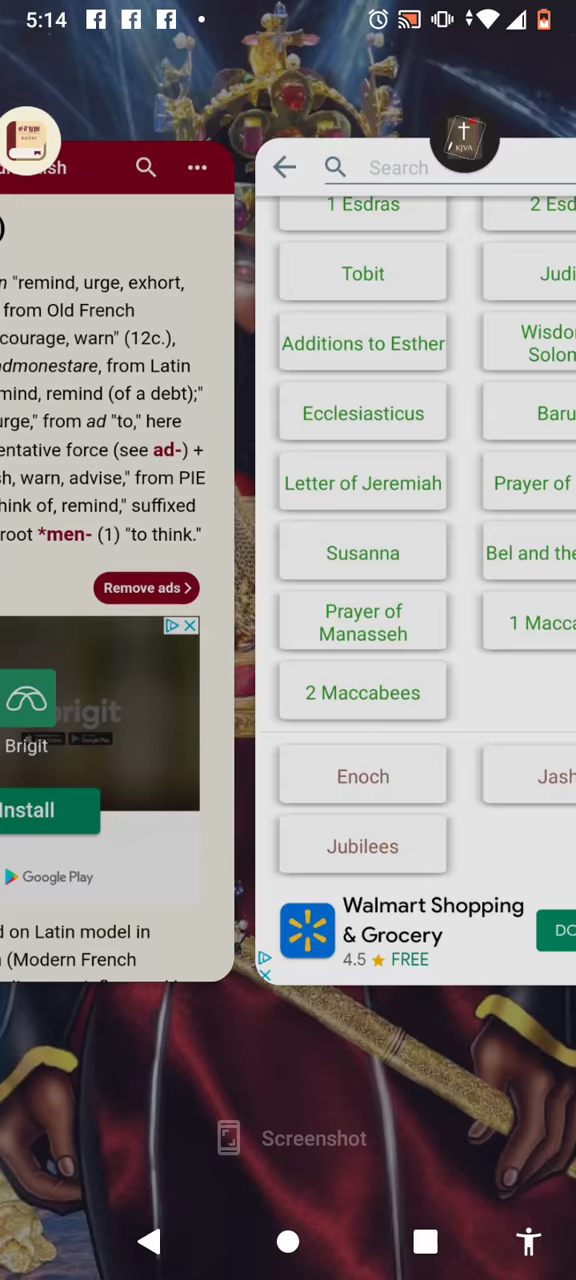 5:14
ish
Search
)
n "remind, urge, exhort,
from Old French
courage, warn" (12c.),
admonestare, from Latin
mind, remind (of a debt);"
urge," from ad "to," here
entative force (see ad-) +
sh, warn, advise," from PIE
hink of, remind," suffixed
root *men- (1) "to think."
Remove ads >
brigit
Brigit
Install
Google Play
d on Latin model in
n (Modern French
KJVA
1 Esdras
2 Esd
Tobit
Judi
Additions to Esther
Wisdo
Solon
Ecclesiasticus
Baru
Letter of Jeremiah
Prayer of
Susanna
Bel and the
Prayer of
Manasseh
1 Macca
2 Maccabees
Enoch
Jash
Jubilees
Walmart Shopping
& Grocery
4.5 ★ FREE
DO
Screenshot